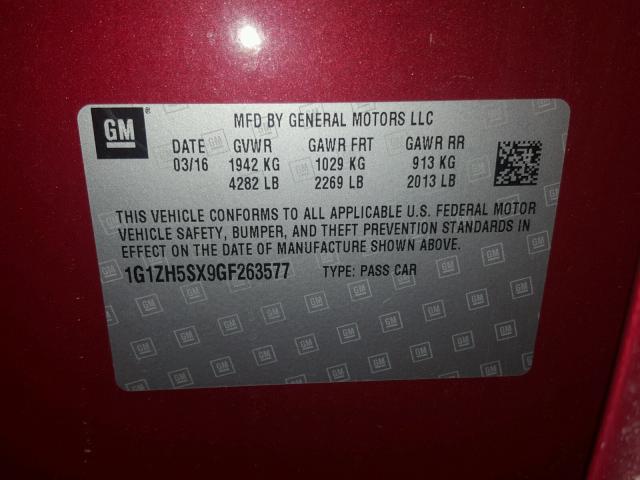 GM ®
MFD BY GENERAL MOTORS LLC
DATE GVWR GAWR FRT GAWR RR
03/16 1942 KG 1029 KG 913 KG
4282 LB 2269 LB 2013 LB
THIS VEHICLE CONFORMS TO ALL APPLICABLE U.S. FEDERAL MOTOR
VEHICLE SAFETY, BUMPER, AND THEFT PREVENTION STANDARDS IN
EFFECT ON THE DATE OF MANUFACTURE SHOWN ABOVE.
1G1ZH5SX9GF263577 TYPE: PASS CAR